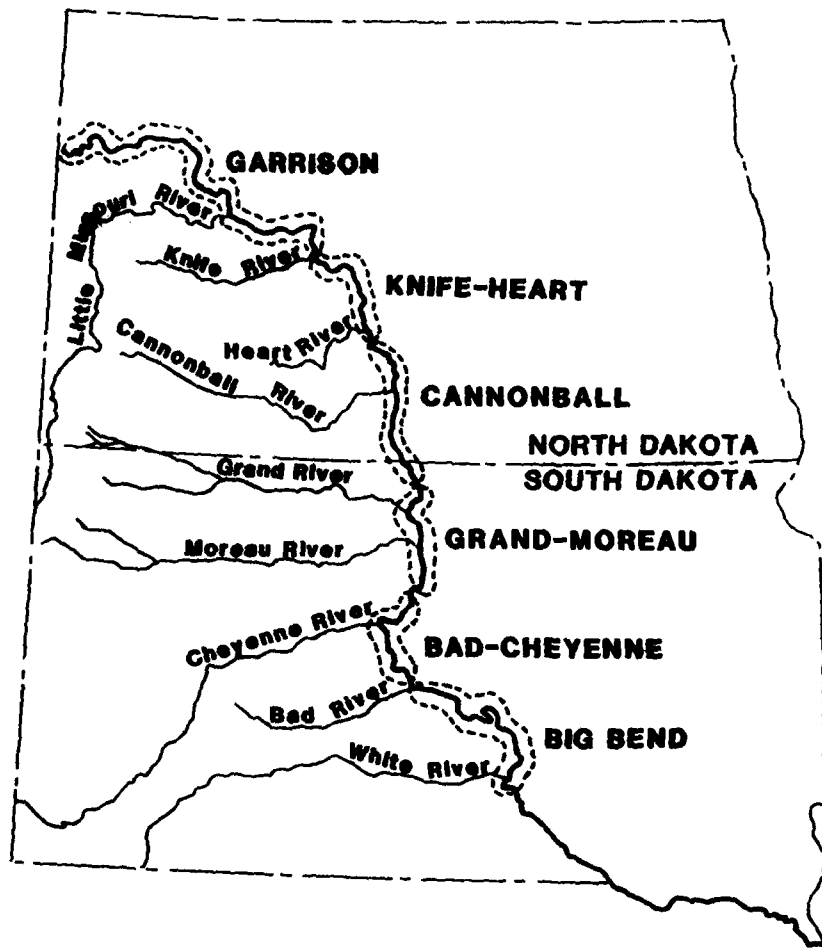 GARRISON
Little Missouri River
Knife River
KNIFE-HEART
Heart River
Cannonball River
CANNONBALL
NORTH DAKOTA
Grand River
SOUTH DAKOTA
Moreau River
GRAND-MOREAU
Cheyenne River
BAD-CHEYENNE
Bad River
BIG BEND
White River